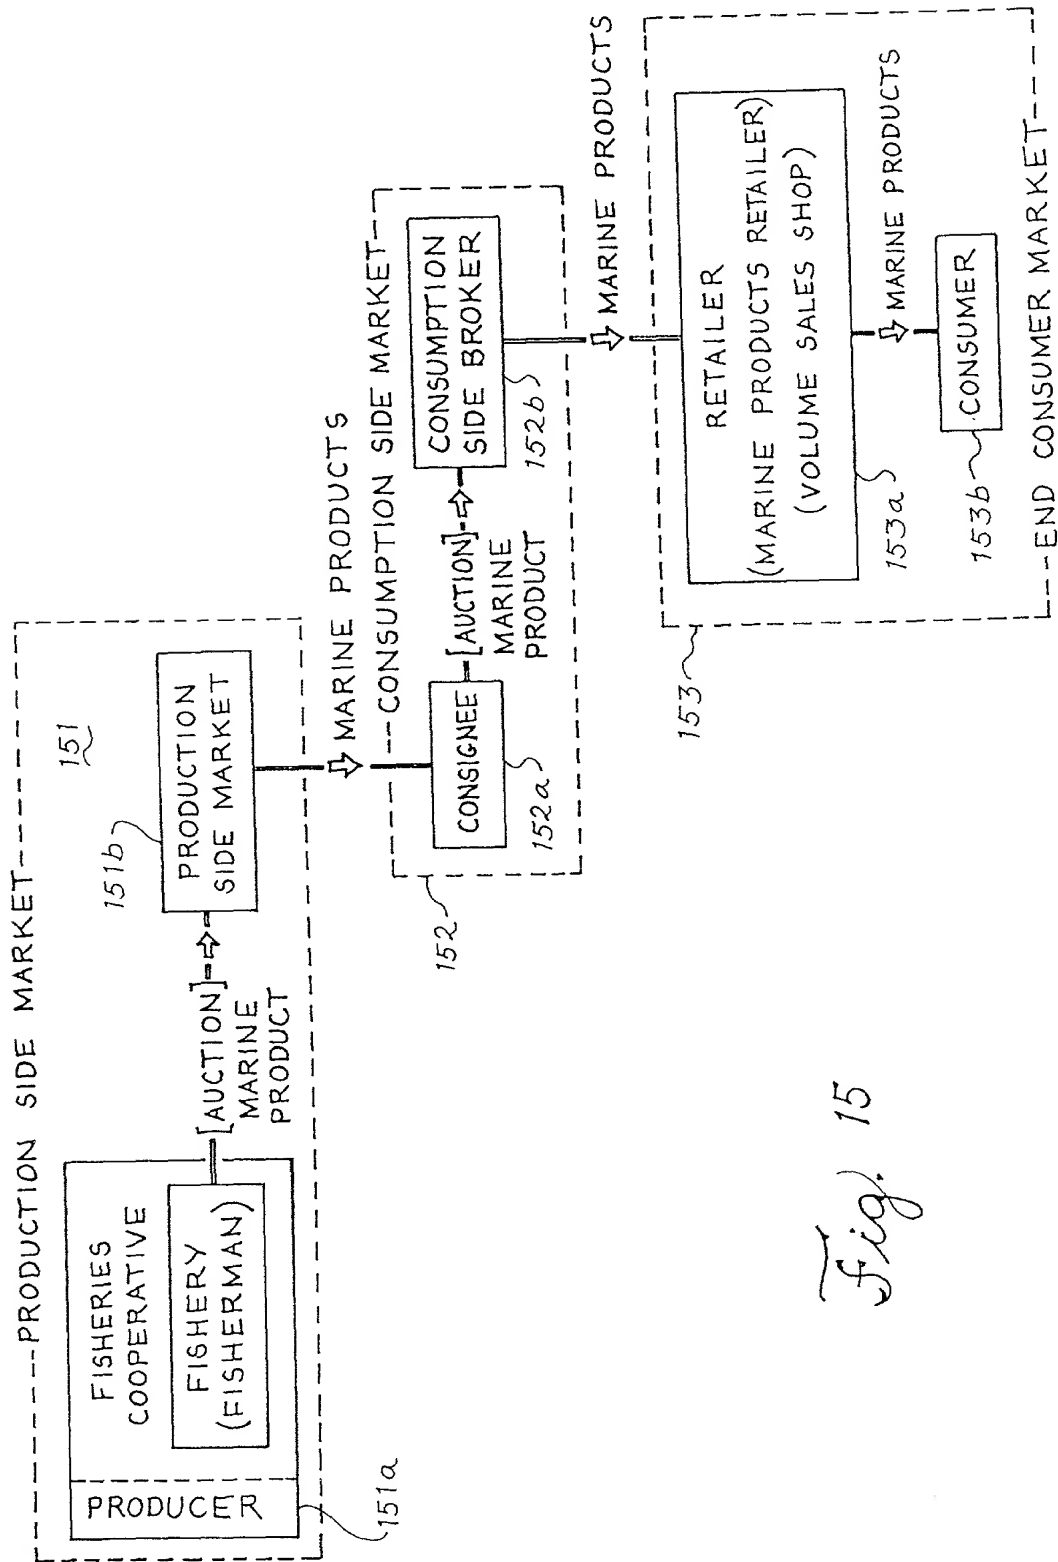 PRODUCTION SIDE MARKET
151
PRODUCER
151a
FISHERIES
COOPERATIVE
FISHERY
(FISHERMAN)
[AUCTION]
MARINE
PRODUCT
151b
PRODUCTION
SIDE MARKET
MARINE PRODUCTS
CONSUMPTION SIDE MARKET
152
CONSIGNEE
152a
[AUCTION]
MARINE
PRODUCT
CONSUMPTION
SIDE BROKER
152b
MARINE PRODUCTS
153
RETAILER
(MARINE PRODUCTS RETAILER)
(VOLUME SALES SHOP)
153a
MARINE PRODUCTS
CONSUMER
153b
END CONSUMER MARKET
Fig. 15